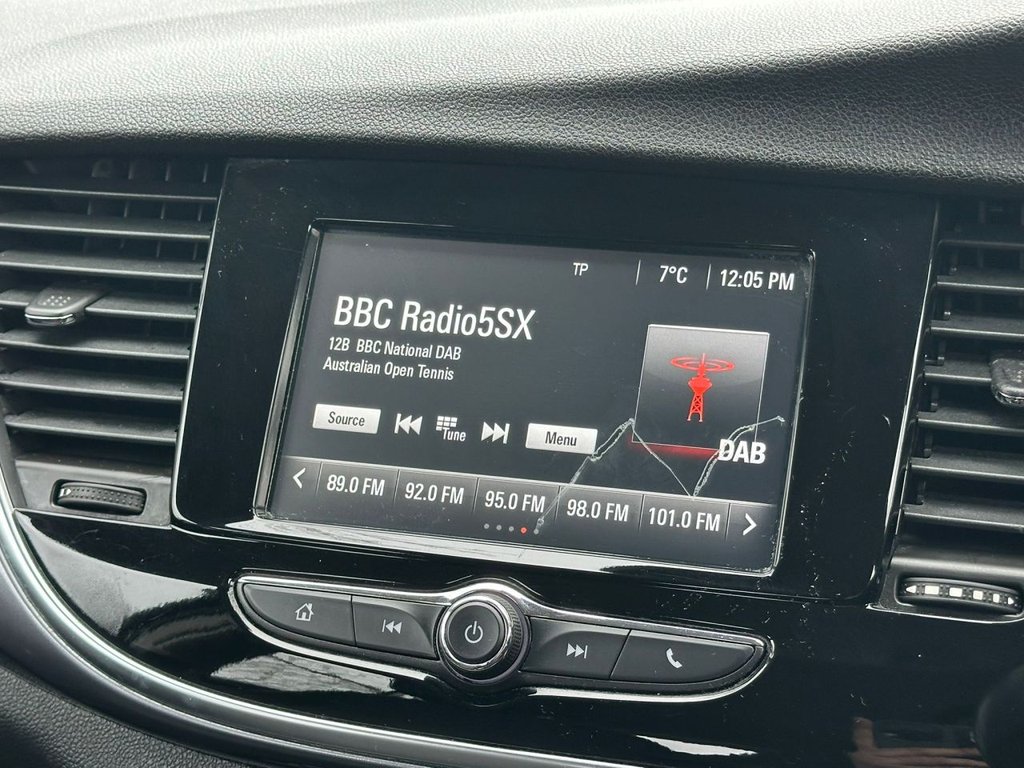 TP 7°C 12:05 PM
BBC Radio5SX
12B BBC National DAB
Australian Open Tennis
Source Tune Menu
DAB
89.0 FM 92.0 FM 95.0 FM 98.0 FM 101.0 FM